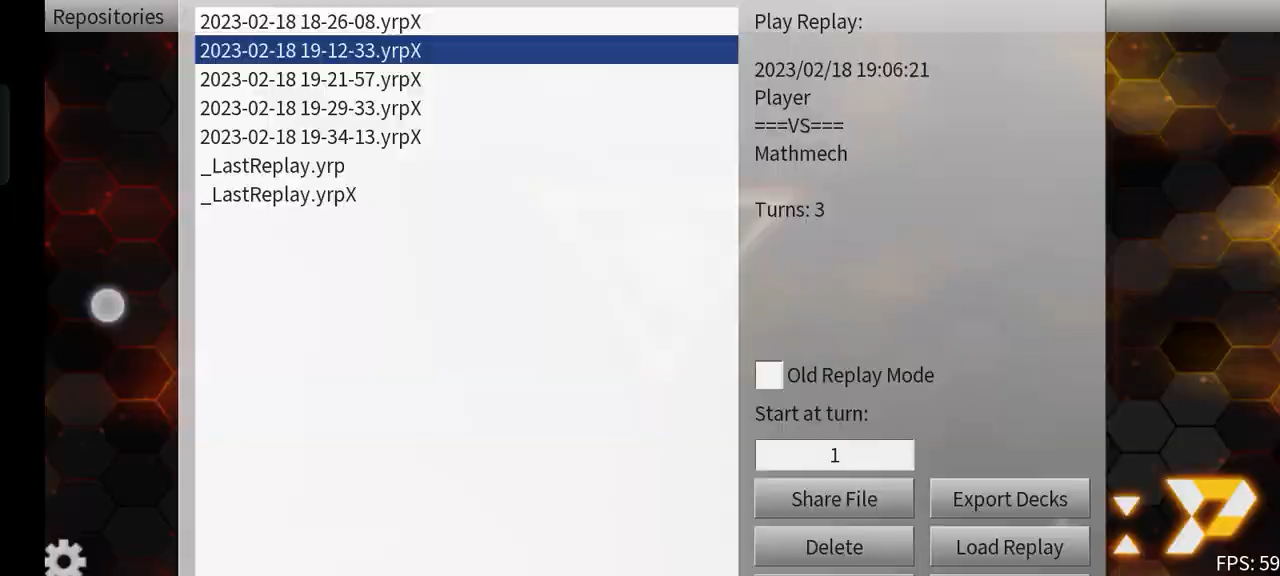 Repositories
2023-02-18 18-26-08.yrpX
2023-02-18 19-12-33.yrpX
2023-02-18 19-21-57.yrpX
2023-02-18 19-29-33.yrpX
2023-02-18 19-34-13.yrpX
_LastReplay.yrp
_LastReplay.yrpX
Play Replay:
2023/02/18 19:06:21
Player
===VS===
Mathmech
Turns: 3
Old Replay Mode
Start at turn:
1
Share File
Export Decks
Delete
Load Replay
FPS: 59